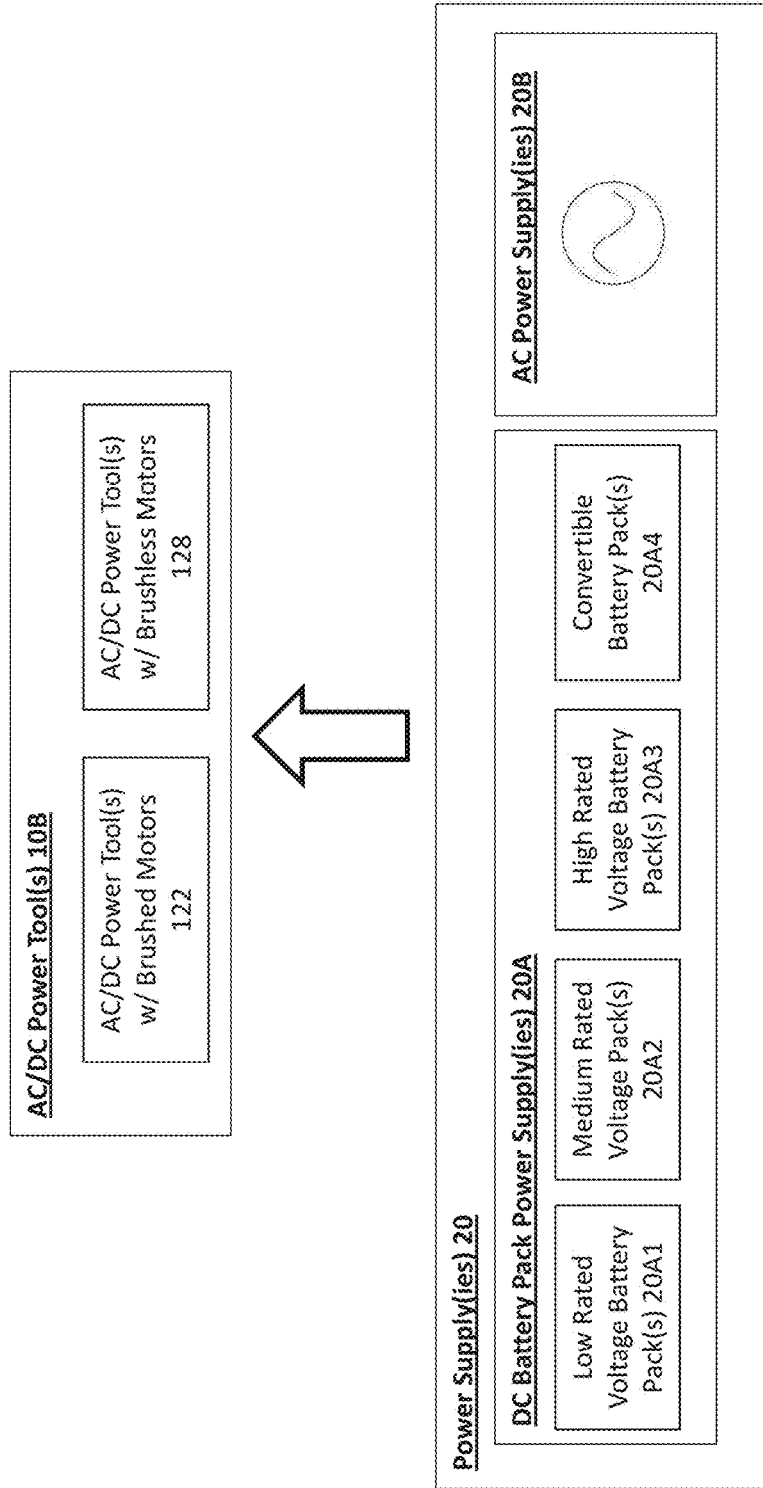 AC/DC Power Tool(s) 10B
AC/DC Power Tool(s)
w/ Brushed Motors
122
AC/DC Power Tool(s)
w/ Brushless Motors
128
Power Supply(ies) 20
DC Battery Pack Power Supply(ies) 20A
Low Rated
Voltage Battery
Pack(s) 20A1
Medium Rated
Voltage Pack(s)
20A2
High Rated
Voltage Battery
Pack(s) 20A3
Convertible
Battery Pack(s)
20A4
AC Power Supply(ies) 20B